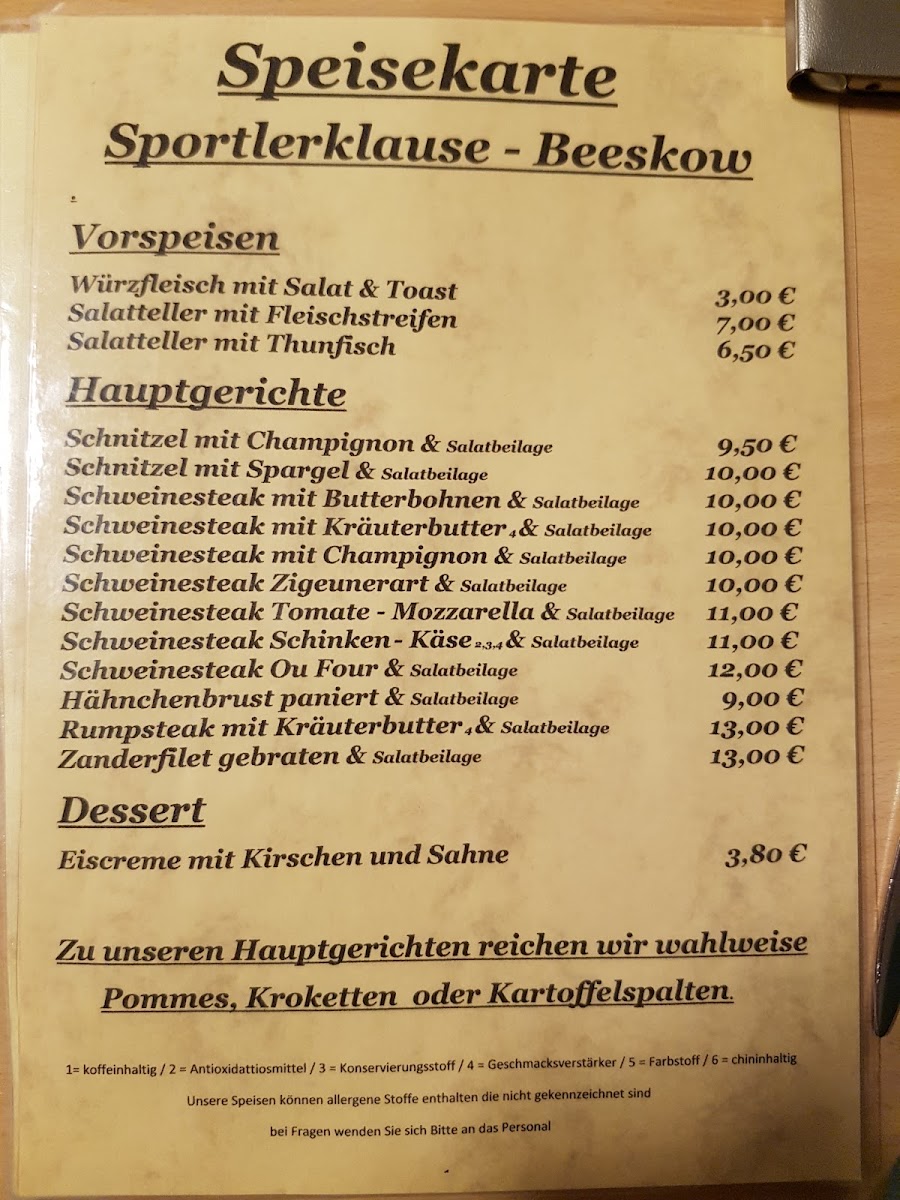 Speisekarte
Sportlerklause - Beeskow
.
Vorspeisen
Würzfleisch mit Salat & Toast 3,00 €
Salatteller mit Fleischstreifen 7,00 €
Salatteller mit Thunfisch 6,50 €
Hauptgerichte
Schnitzel mit Champignon & Salatbeilage 9,50 €
Schnitzel mit Spargel & Salatbeilage 10,00 €
Schweinesteak mit Butterbohnen & Salatbeilage 10,00 €
Schweinesteak mit Kräuterbutter 4 & Salatbeilage 10,00 €
Schweinesteak mit Champignon & Salatbeilage 10,00 €
Schweinesteak Zigeunerart & Salatbeilage 10,00 €
Schweinesteak Tomate - Mozzarella & Salatbeilage 11,00 €
Schweinesteak Schinken- Käse 2,3,4 & Salatbeilage 11,00 €
Schweinesteak Ou Four & Salatbeilage 12,00 €
Hähnchenbrust paniert & Salatbeilage 9,00 €
Rumpsteak mit Kräuterbutter 4 & Salatbeilage 13,00 €
Zanderfilet gebraten & Salatbeilage 13,00 €
Dessert
Eiscreme mit Kirschen und Sahne 3,80 €
Zu unseren Hauptgerichten reichen wir wahlweise
Pommes, Kroketten oder Kartoffelspalten.
1= koffeinhaltig / 2 = Antioxidattiosmittel / 3 = Konservierungsstoff / 4 = Geschmacksverstärker / 5 = Farbstoff / 6 = chininhaltig
Unsere Speisen können allergene Stoffe enthalten die nicht gekennzeichnet sind
bei Fragen wenden Sie sich Bitte an das Personal